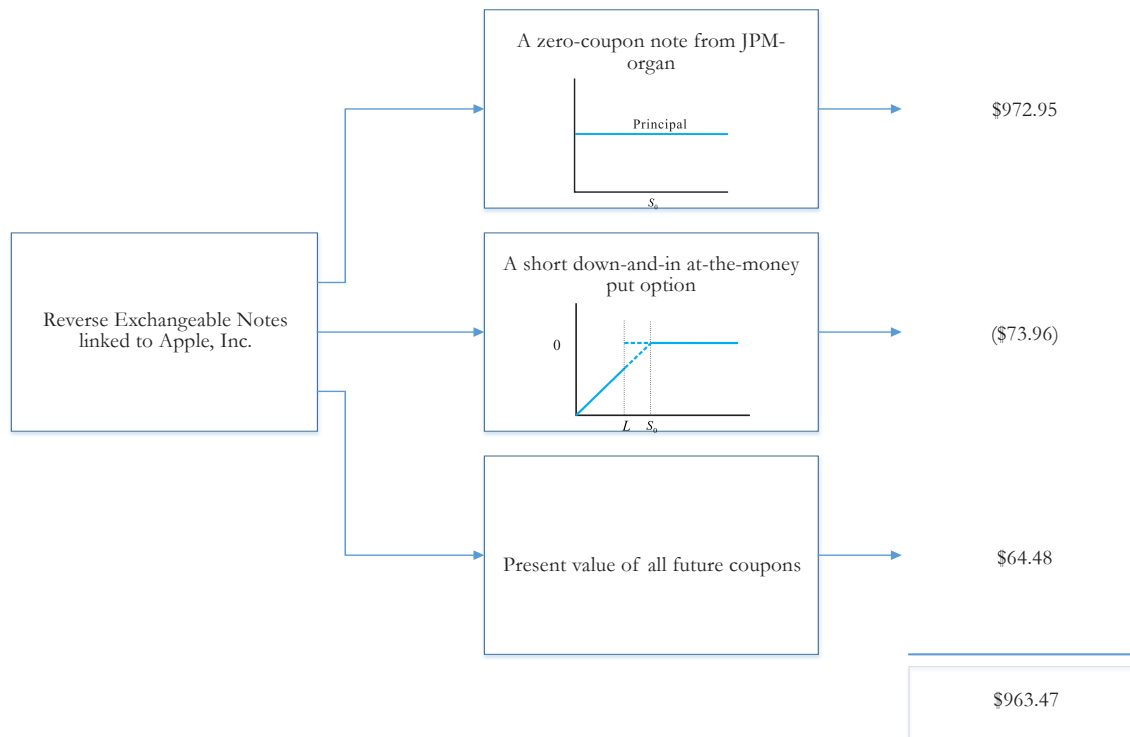 A zero-coupon note from JPM-
organ
Principal
S₀
$972.95
Reverse Exchangeable Notes
linked to Apple, Inc.
A short down-and-in at-the-money
put option
0
L S₀
($73.96)
Present value of all future coupons
$64.48
$963.47